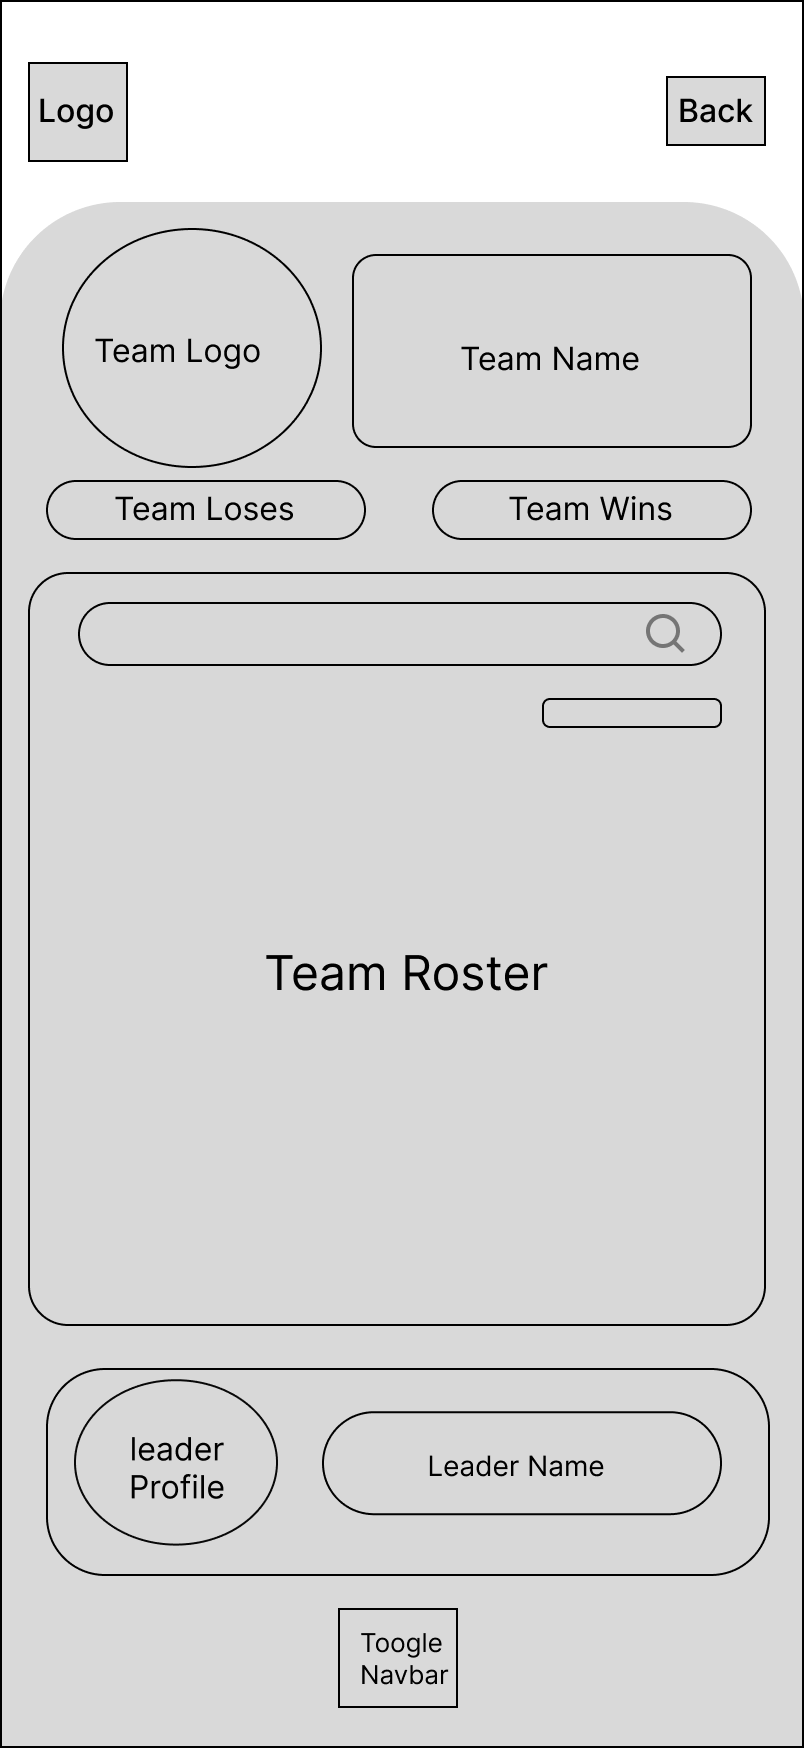 Logo
Back
Team Logo
Team Name
Team Loses
Team Wins
Team Roster
leader
Profile
Leader Name
Toogle
Navbar